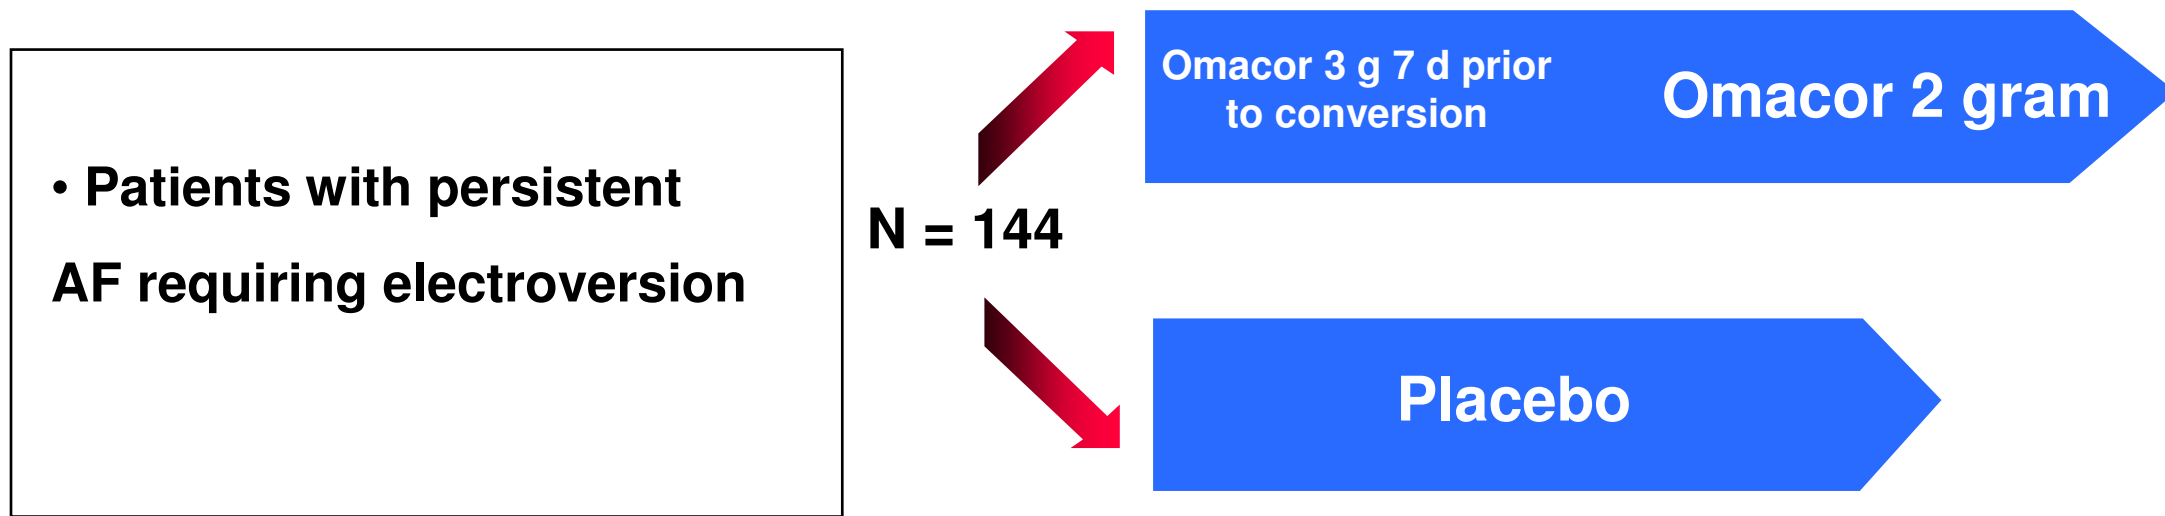 • Patients with persistent
AF requiring electroversion
N = 144
Omacor 3 g 7 d prior
to conversion
Omacor 2 gram
Placebo